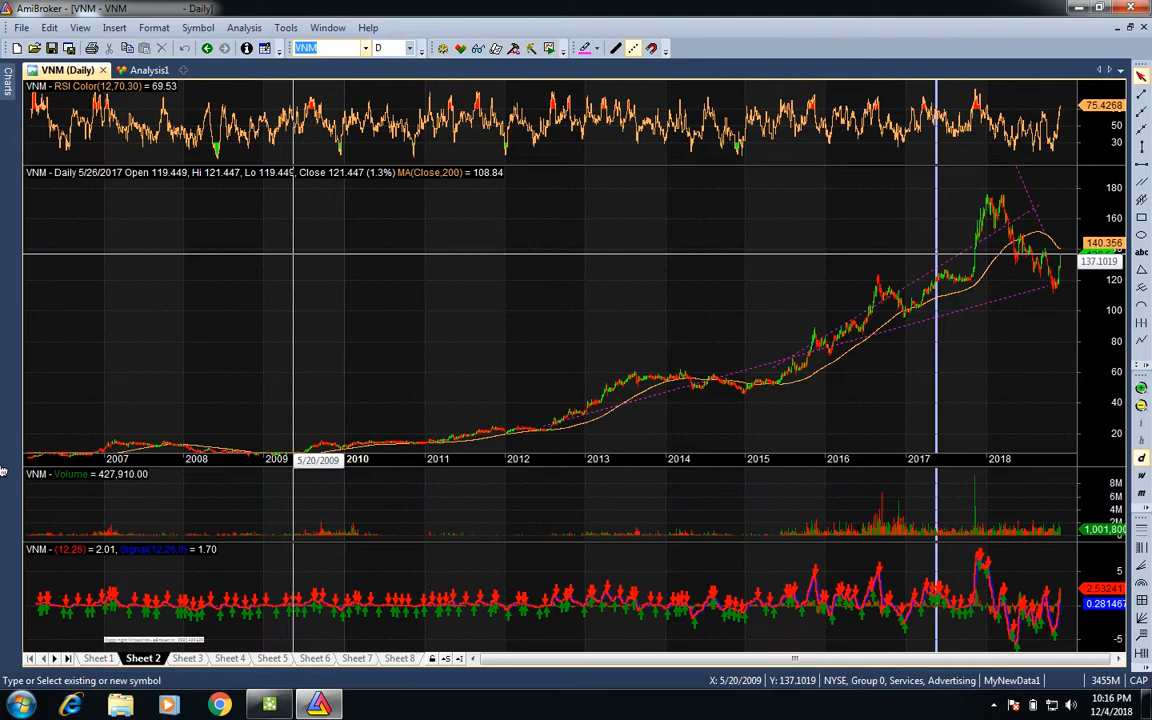 AmiBroker - [VNM - VNM - Daily]
File Edit View Insert Format Symbol Analysis Tools Window Help
VNM D
VNM (Daily) Analysis1
Charts
VNM - RSI Color(12,70,30) = 69.53
75.4268
50
30
VNM - Daily 5/26/2017 Open 119.449, Hi 121.447, Lo 119.449, Close 121.447 (1.3%) MA(Close,200) = 108.84
180
160
140.356
137.1019
120
100
80
60
40
20
2007 2008 2009 5/20/2009 2010 2011 2012 2013 2014 2015 2016 2017 2018
VNM - Volume = 427,910.00
8M
6M
4M
2M
1,001,800
VNM - (12,26) = 2.01, Signal(12,26,9) = 1.70
5
2.53241
0.281467
-5
abc
d
w
m
Sheet 1 Sheet 2 Sheet 3 Sheet 4 Sheet 5 Sheet 6 Sheet 7 Sheet 8
Type or Select existing or new symbol X: 5/20/2009 Y: 137.1019 NYSE, Group 0, Services, Advertising MyNewData1 3455M CAP
10:16 PM
12/4/2018